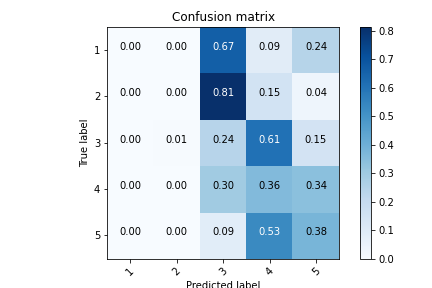 Confusion matrix
1 0.00 0.00 0.67 0.09 0.24
2 0.00 0.00 0.81 0.15 0.04
3 0.00 0.01 0.24 0.61 0.15
4 0.00 0.00 0.30 0.36 0.34
5 0.00 0.00 0.09 0.53 0.38
True label
1 2 3 4 5
Predicted label
0.8
0.7
0.6
0.5
0.4
0.3
0.2
0.1
0.0